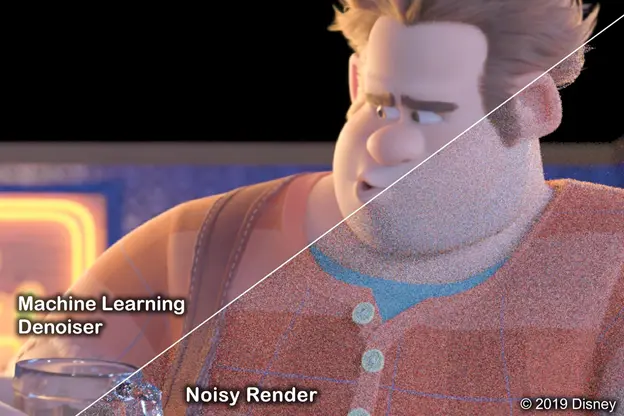 Machine Learning
Denoiser
Noisy Render
© 2019 Disney